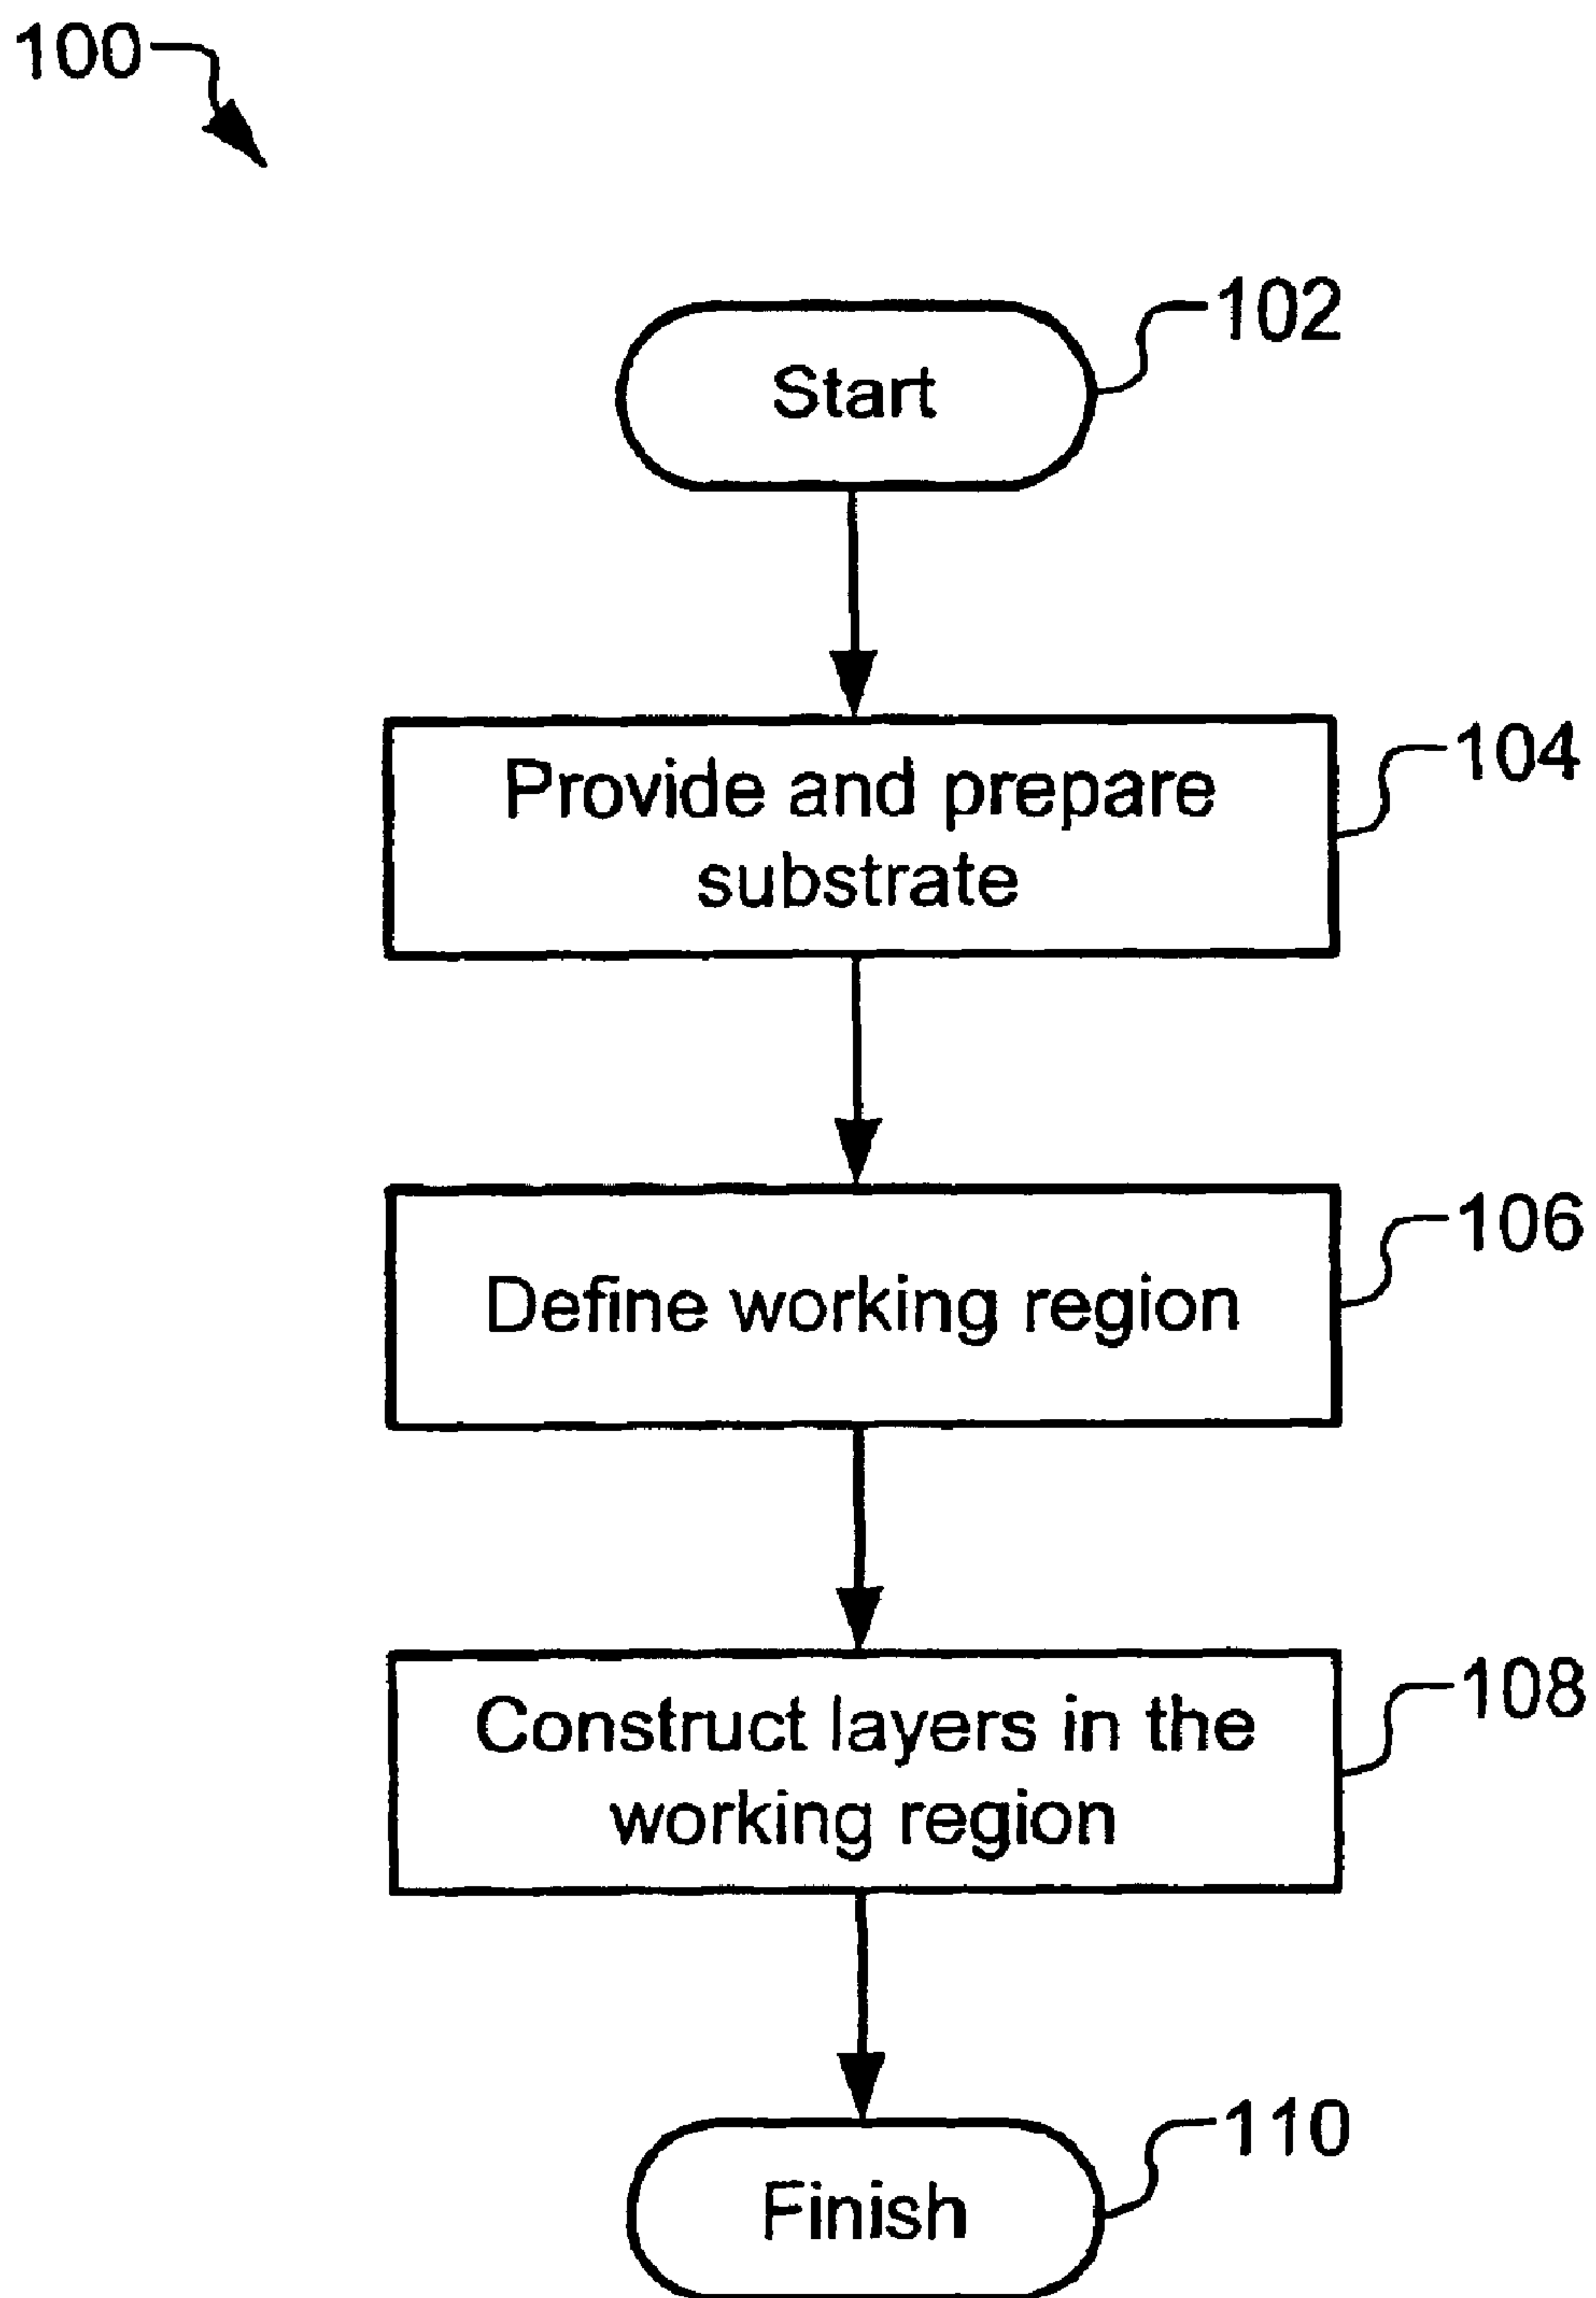 100
102
Start
104
Provide and prepare
substrate
106
Define working region
108
Construct layers in the
working region
110
Finish